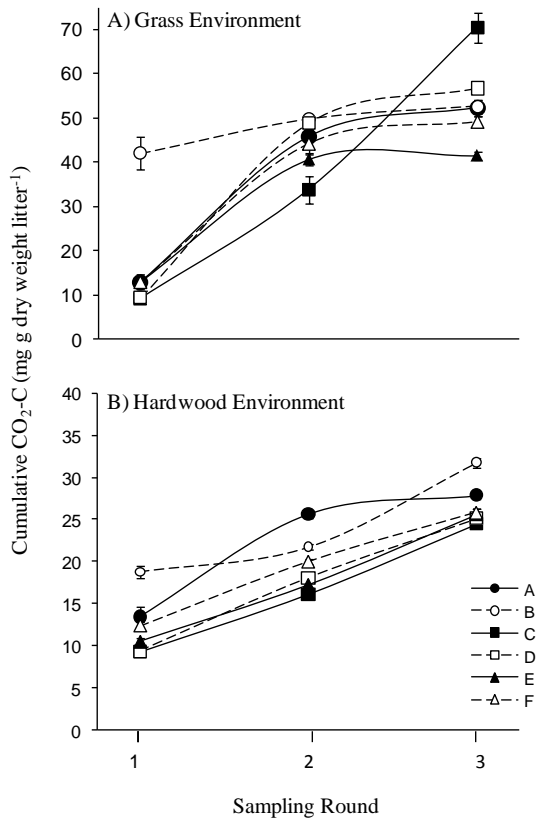 A) Grass Environment
70
60
50
40
30
20
10
0
B) Hardwood Environment
40
35
30
25
20
15
10
5
0
Cumulative CO₂-C (mg g dry weight litter⁻¹)
A
B
C
D
E
F
1 2 3
Sampling Round